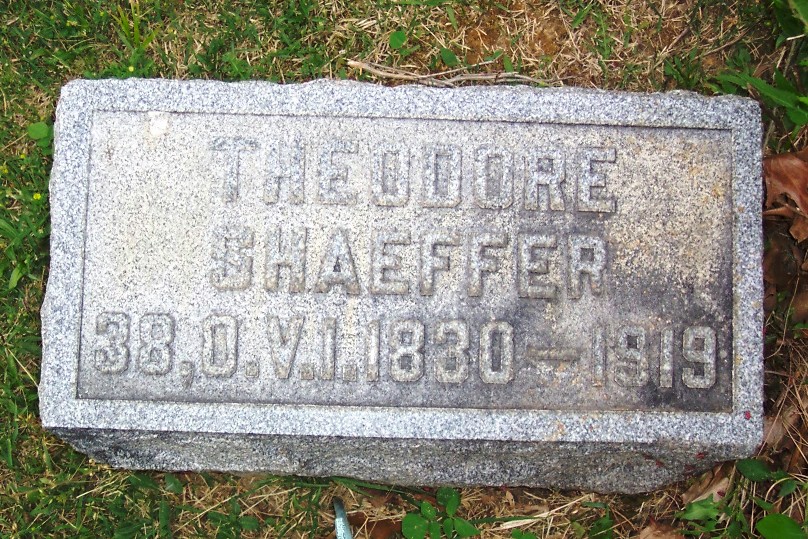 THEODORE
SHAEFFER
38, O.V.I. 1830 — 1919